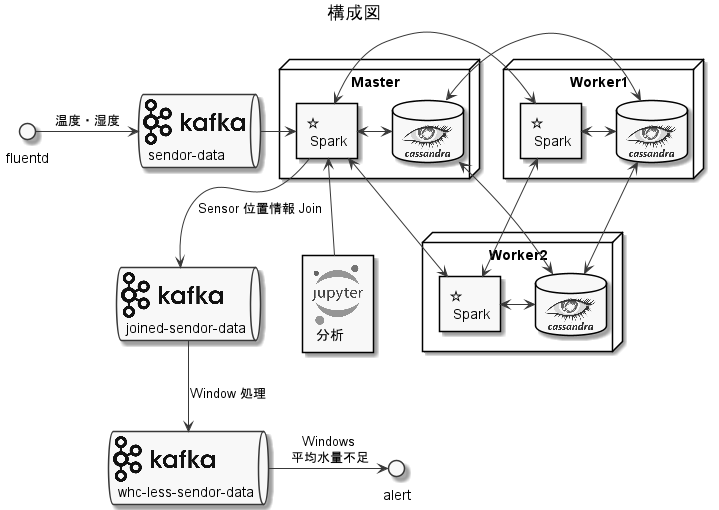 構成図
Master
Worker1
温度・湿度
fluentd
kafka
sendor-data
☆
Spark
cassandra
☆
Spark
cassandra
Sensor 位置情報 Join
Worker2
kafka
joined-sendor-data
jupyter
分析
☆
Spark
cassandra
Window 処理
kafka
whc-less-sendor-data
Windows
平均水量不足
alert